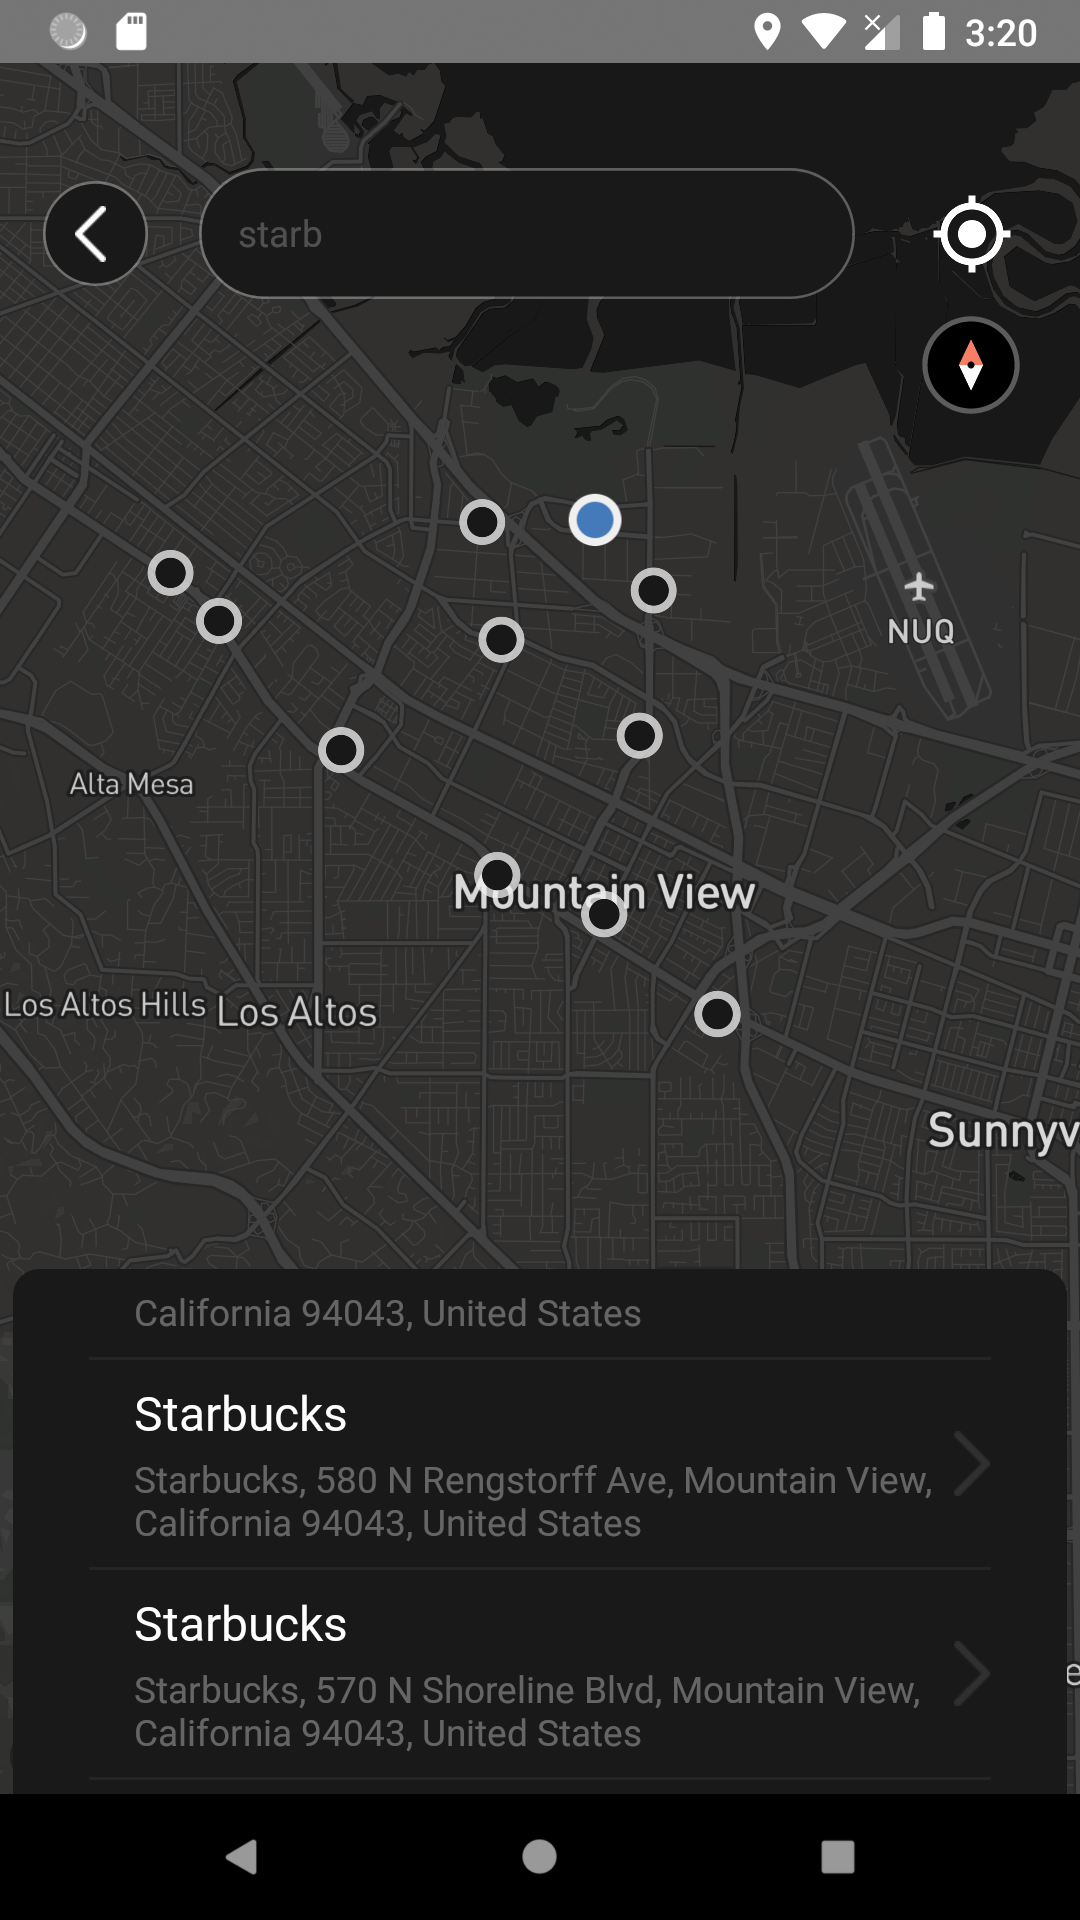 3:20
starb
NUQ
Alta Mesa
Mountain View
Los Altos Hills
Los Altos
Sunnyv
California 94043, United States
Starbucks
Starbucks, 580 N Rengstorff Ave, Mountain View,
California 94043, United States
Starbucks
Starbucks, 570 N Shoreline Blvd, Mountain View,
California 94043, United States